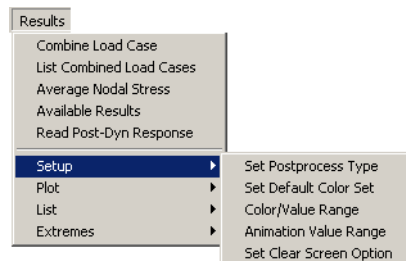 Results
Combine Load Case
List Combined Load Cases
Average Nodal Stress
Available Results
Read Post-Dyn Response
Setup
Plot
List
Extremes
Set Postprocess Type
Set Default Color Set
Color/Value Range
Animation Value Range
Set Clear Screen Option